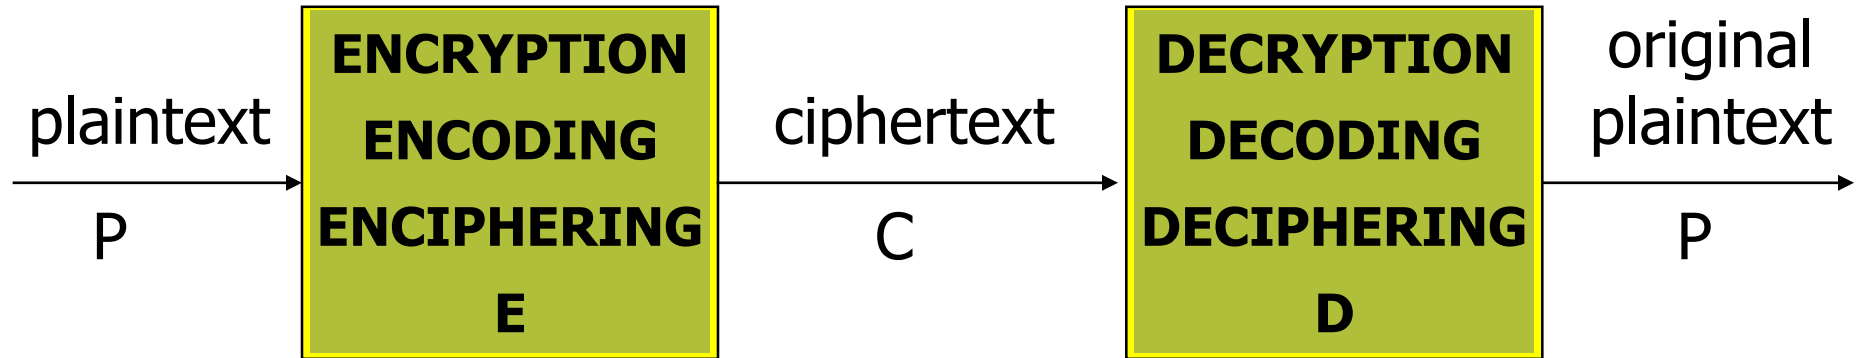 plaintext
P
ENCRYPTION
ENCODING
ENCIPHERING
E
ciphertext
C
DECRYPTION
DECODING
DECIPHERING
D
original
plaintext
P